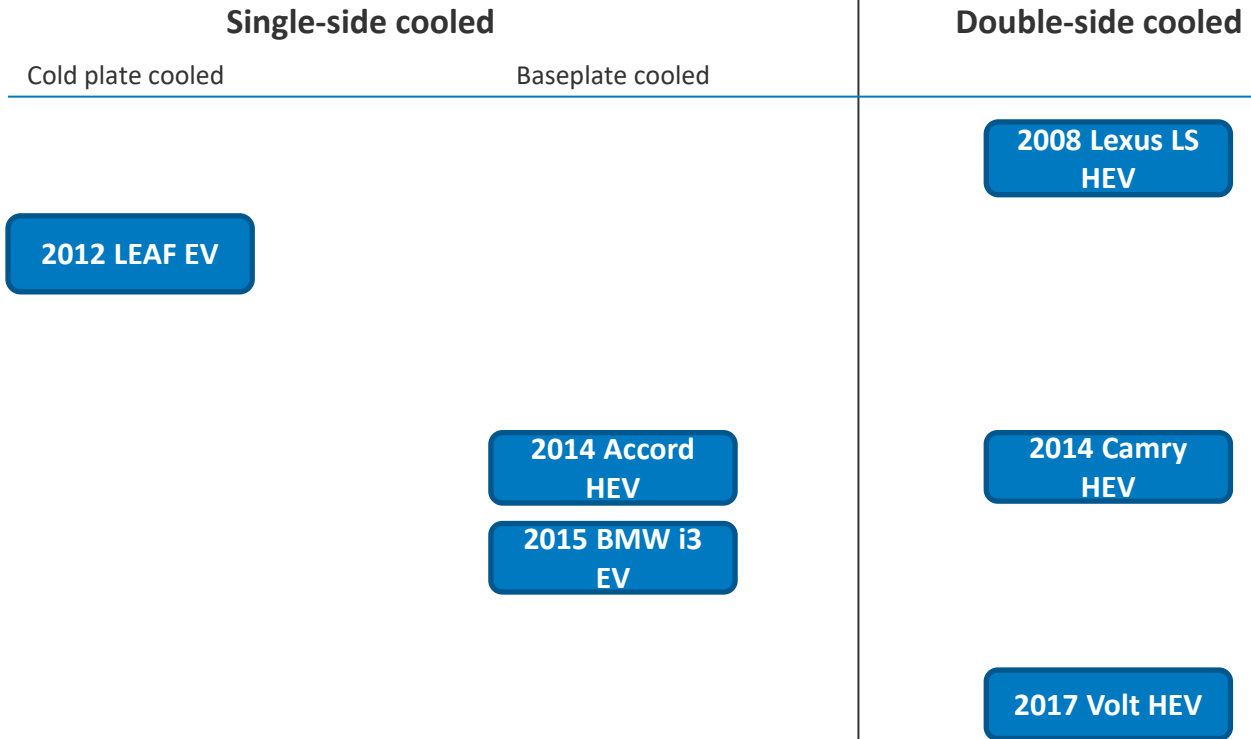 Single-side cooled
Double-side cooled
Cold plate cooled
Baseplate cooled
2008 Lexus LS
HEV
2012 LEAF EV
2014 Accord
HEV
2014 Camry
HEV
2015 BMW i3
EV
2017 Volt HEV